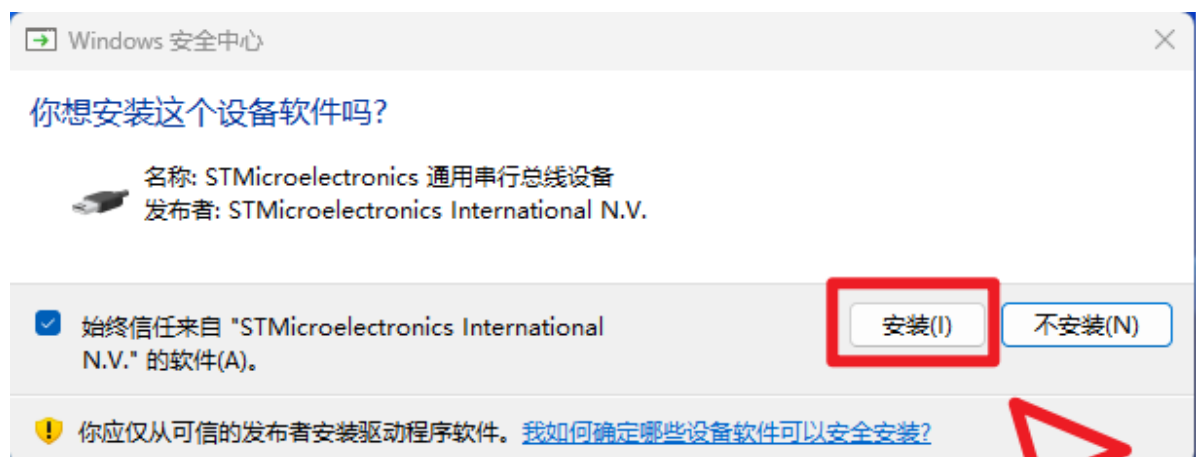 Windows 安全中心
你想安装这个设备软件吗?
名称: STMicroelectronics 通用串行总线设备
发布者: STMicroelectronics International N.V.
始终信任来自 "STMicroelectronics International
N.V." 的软件(A)。
安装(I)
不安装(N)
你应仅从可信的发布者安装驱动程序软件。我如何确定哪些设备软件可以安全安装?